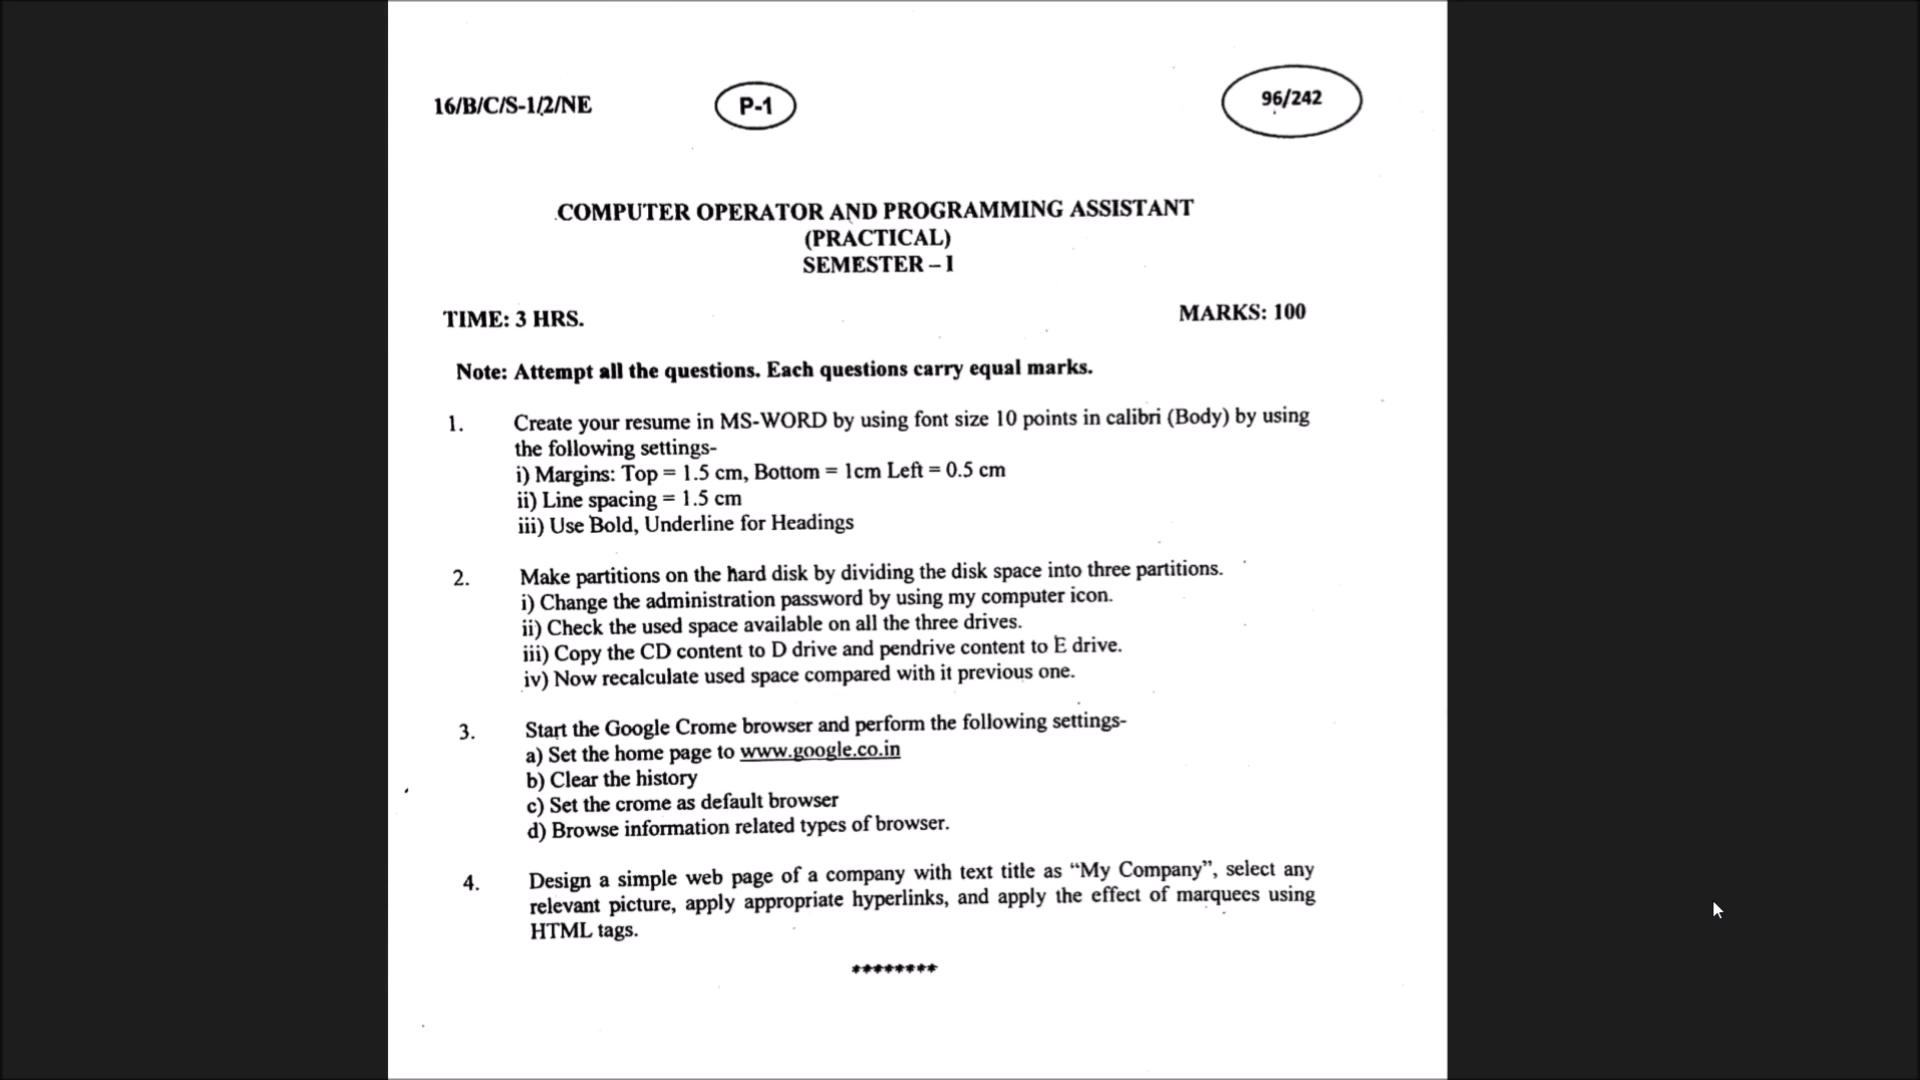 16/B/C/S-1/2/NE
P-1
96/242
COMPUTER OPERATOR AND PROGRAMMING ASSISTANT
(PRACTICAL)
SEMESTER – I
TIME: 3 HRS.
MARKS: 100
Note: Attempt all the questions. Each questions carry equal marks.
1. Create your resume in MS-WORD by using font size 10 points in calibri (Body) by using
the following settings-
i) Margins: Top = 1.5 cm, Bottom = 1cm Left = 0.5 cm
ii) Line spacing = 1.5 cm
iii) Use Bold, Underline for Headings
2. Make partitions on the hard disk by dividing the disk space into three partitions.
i) Change the administration password by using my computer icon.
ii) Check the used space available on all the three drives.
iii) Copy the CD content to D drive and pendrive content to E drive.
iv) Now recalculate used space compared with it previous one.
3. Start the Google Crome browser and perform the following settings-
a) Set the home page to www.google.co.in
b) Clear the history
c) Set the crome as default browser
d) Browse information related types of browser.
4. Design a simple web page of a company with text title as “My Company”, select any
relevant picture, apply appropriate hyperlinks, and apply the effect of marquees using
HTML tags.
********